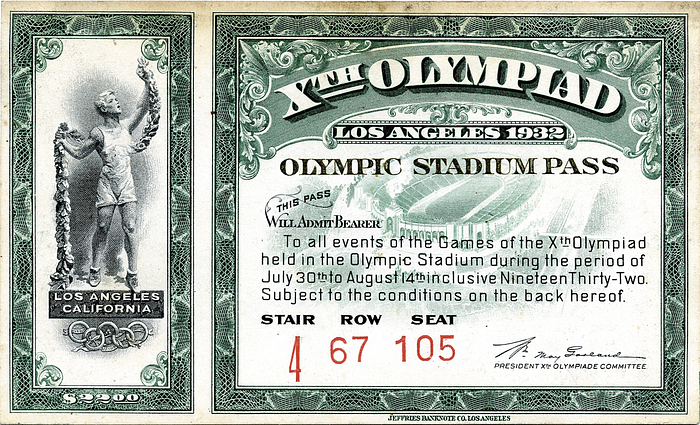 XTH OLYMPIAD
LOS ANGELES 1932
OLYMPIC STADIUM PASS
THIS PASS
WILL ADMIT BEARER
To all events of the Games of the Xth Olympiad
held in the Olympic Stadium during the period of
July 30th to August 14th inclusive Nineteen Thirty-Two.
Subject to the conditions on the back hereof.
STAIR ROW SEAT
4 67 105
Wm May Garland
PRESIDENT XTH OLYMPIADE COMMITTEE
LOS ANGELES
CALIFORNIA
$22.00
JEFFRIES BANKNOTE CO. LOS ANGELES